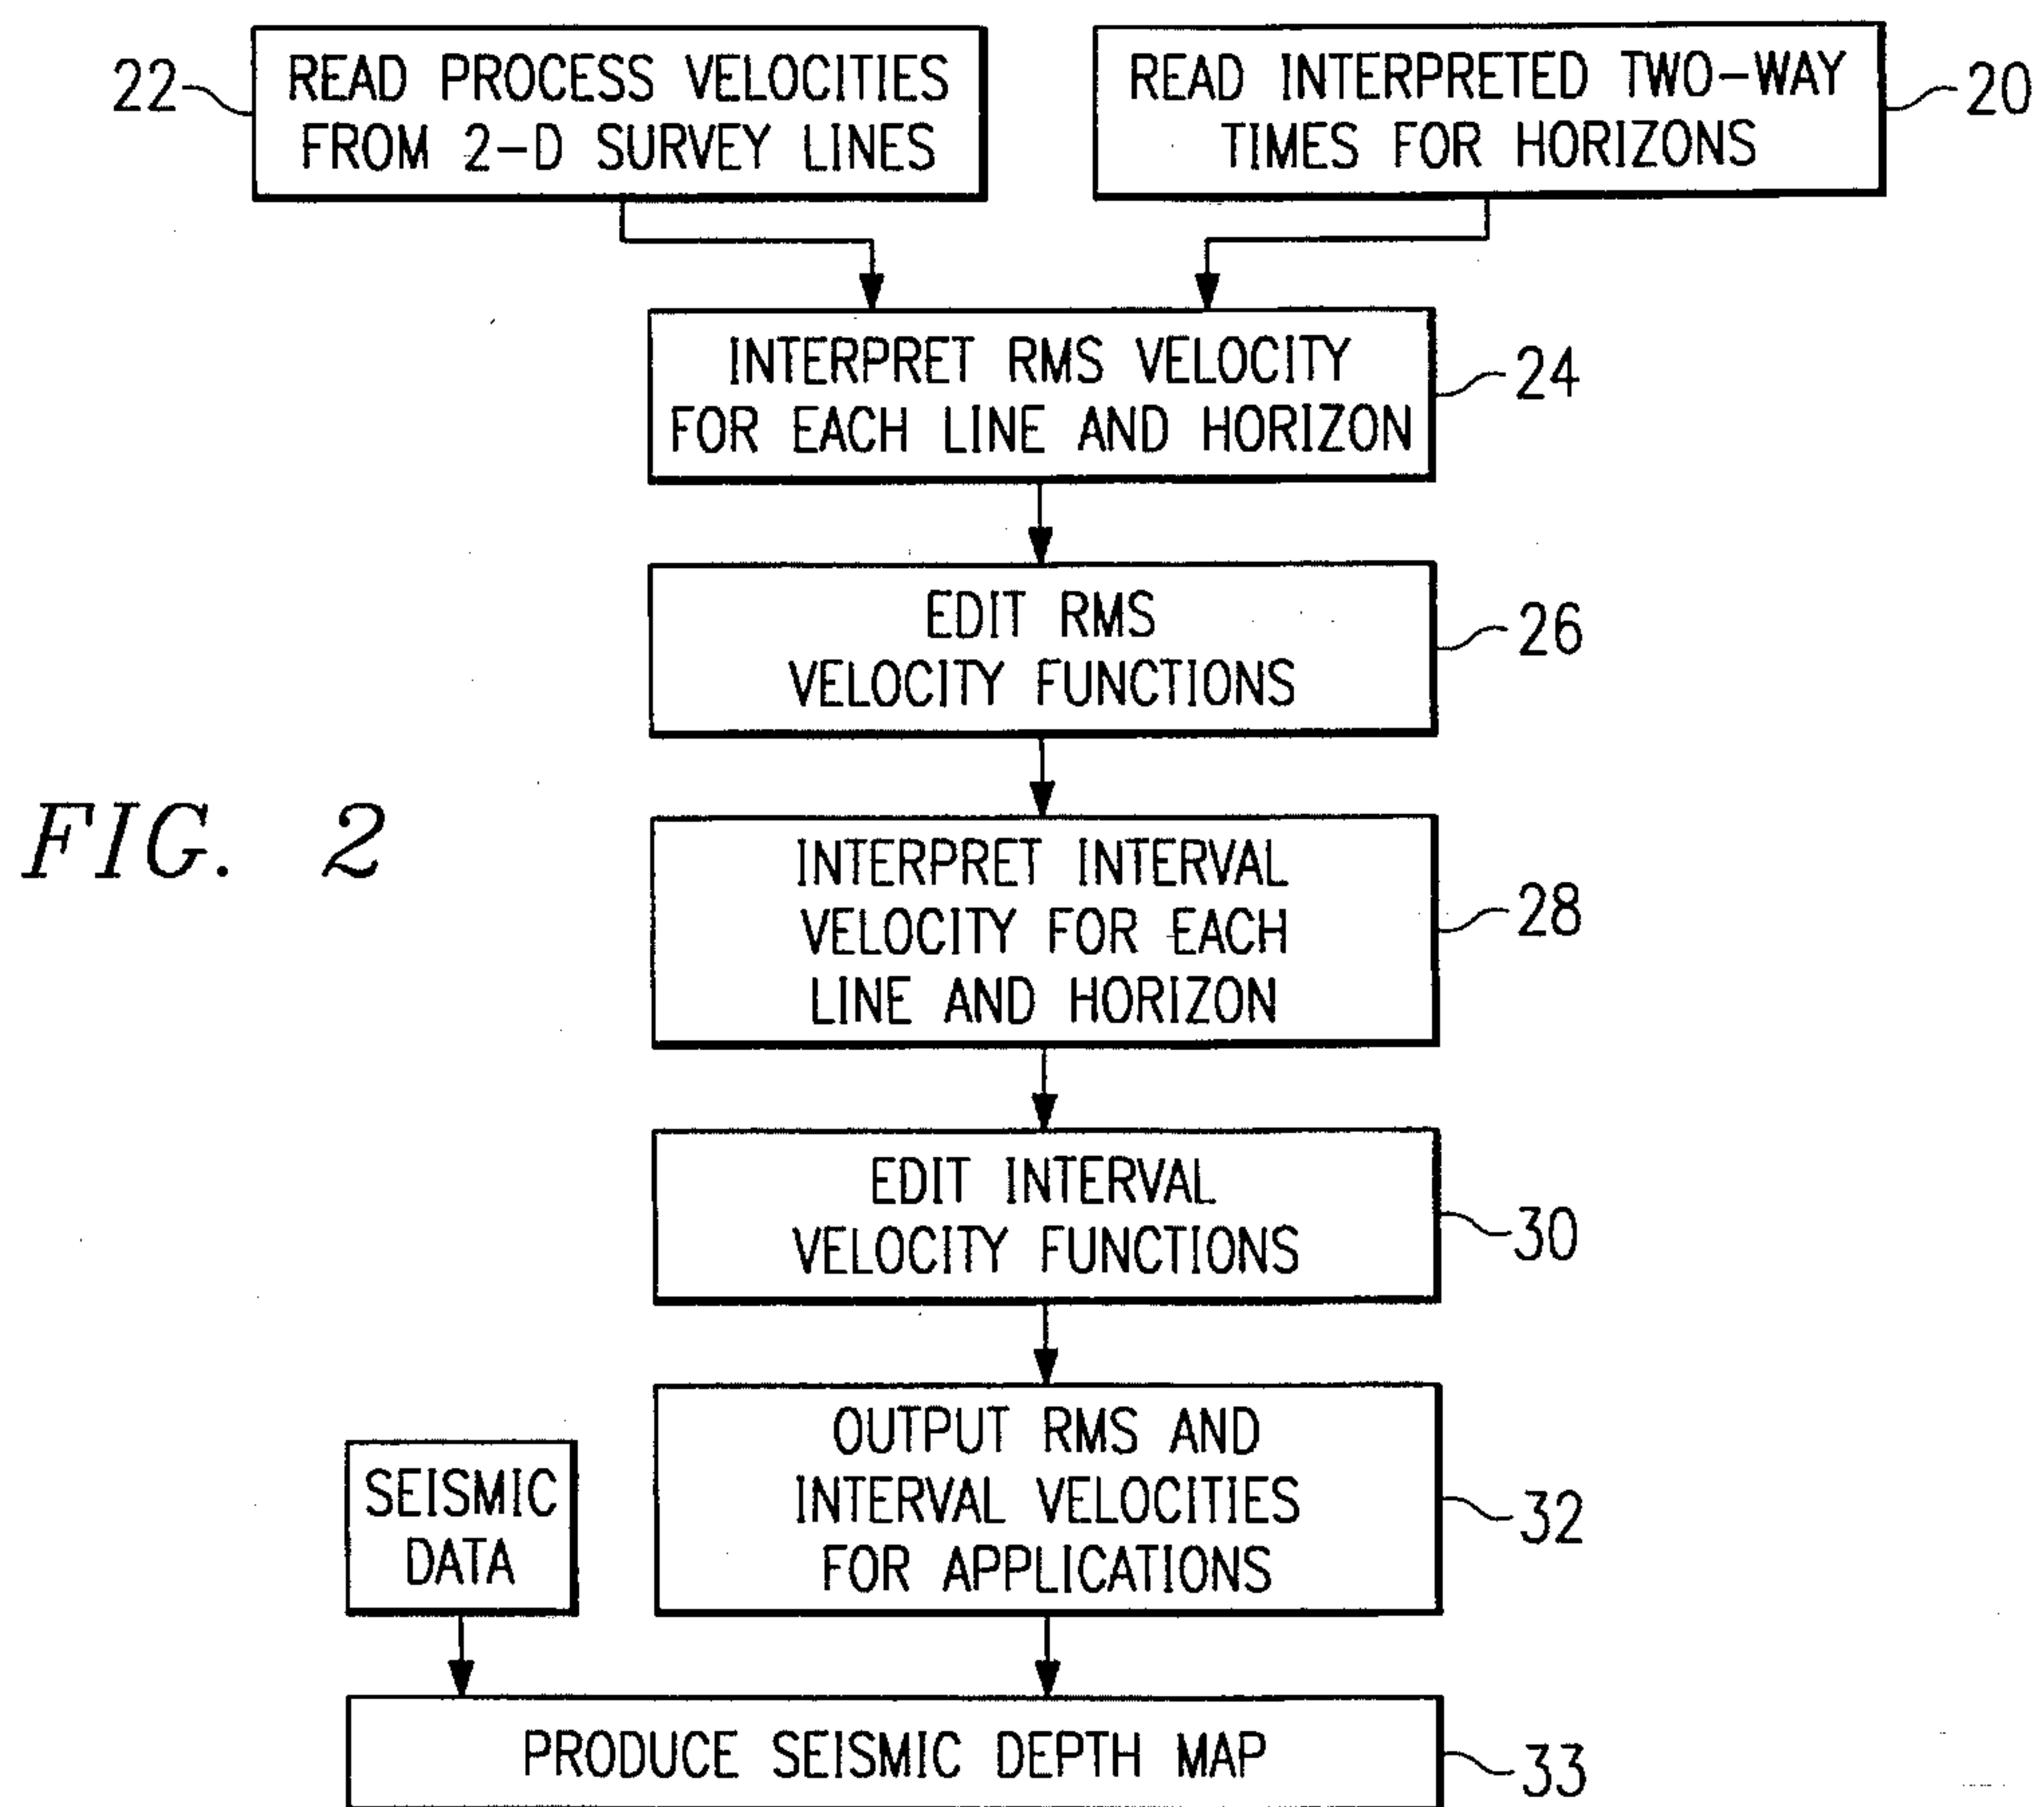 22
READ PROCESS VELOCITIES
FROM 2-D SURVEY LINES
READ INTERPRETED TWO-WAY
TIMES FOR HORIZONS
20
INTERPRET RMS VELOCITY
FOR EACH LINE AND HORIZON
24
EDIT RMS
VELOCITY FUNCTIONS
26
FIG. 2
INTERPRET INTERVAL
VELOCITY FOR EACH
LINE AND HORIZON
28
EDIT INTERVAL
VELOCITY FUNCTIONS
30
SEISMIC
DATA
OUTPUT RMS AND
INTERVAL VELOCITIES
FOR APPLICATIONS
32
PRODUCE SEISMIC DEPTH MAP
33